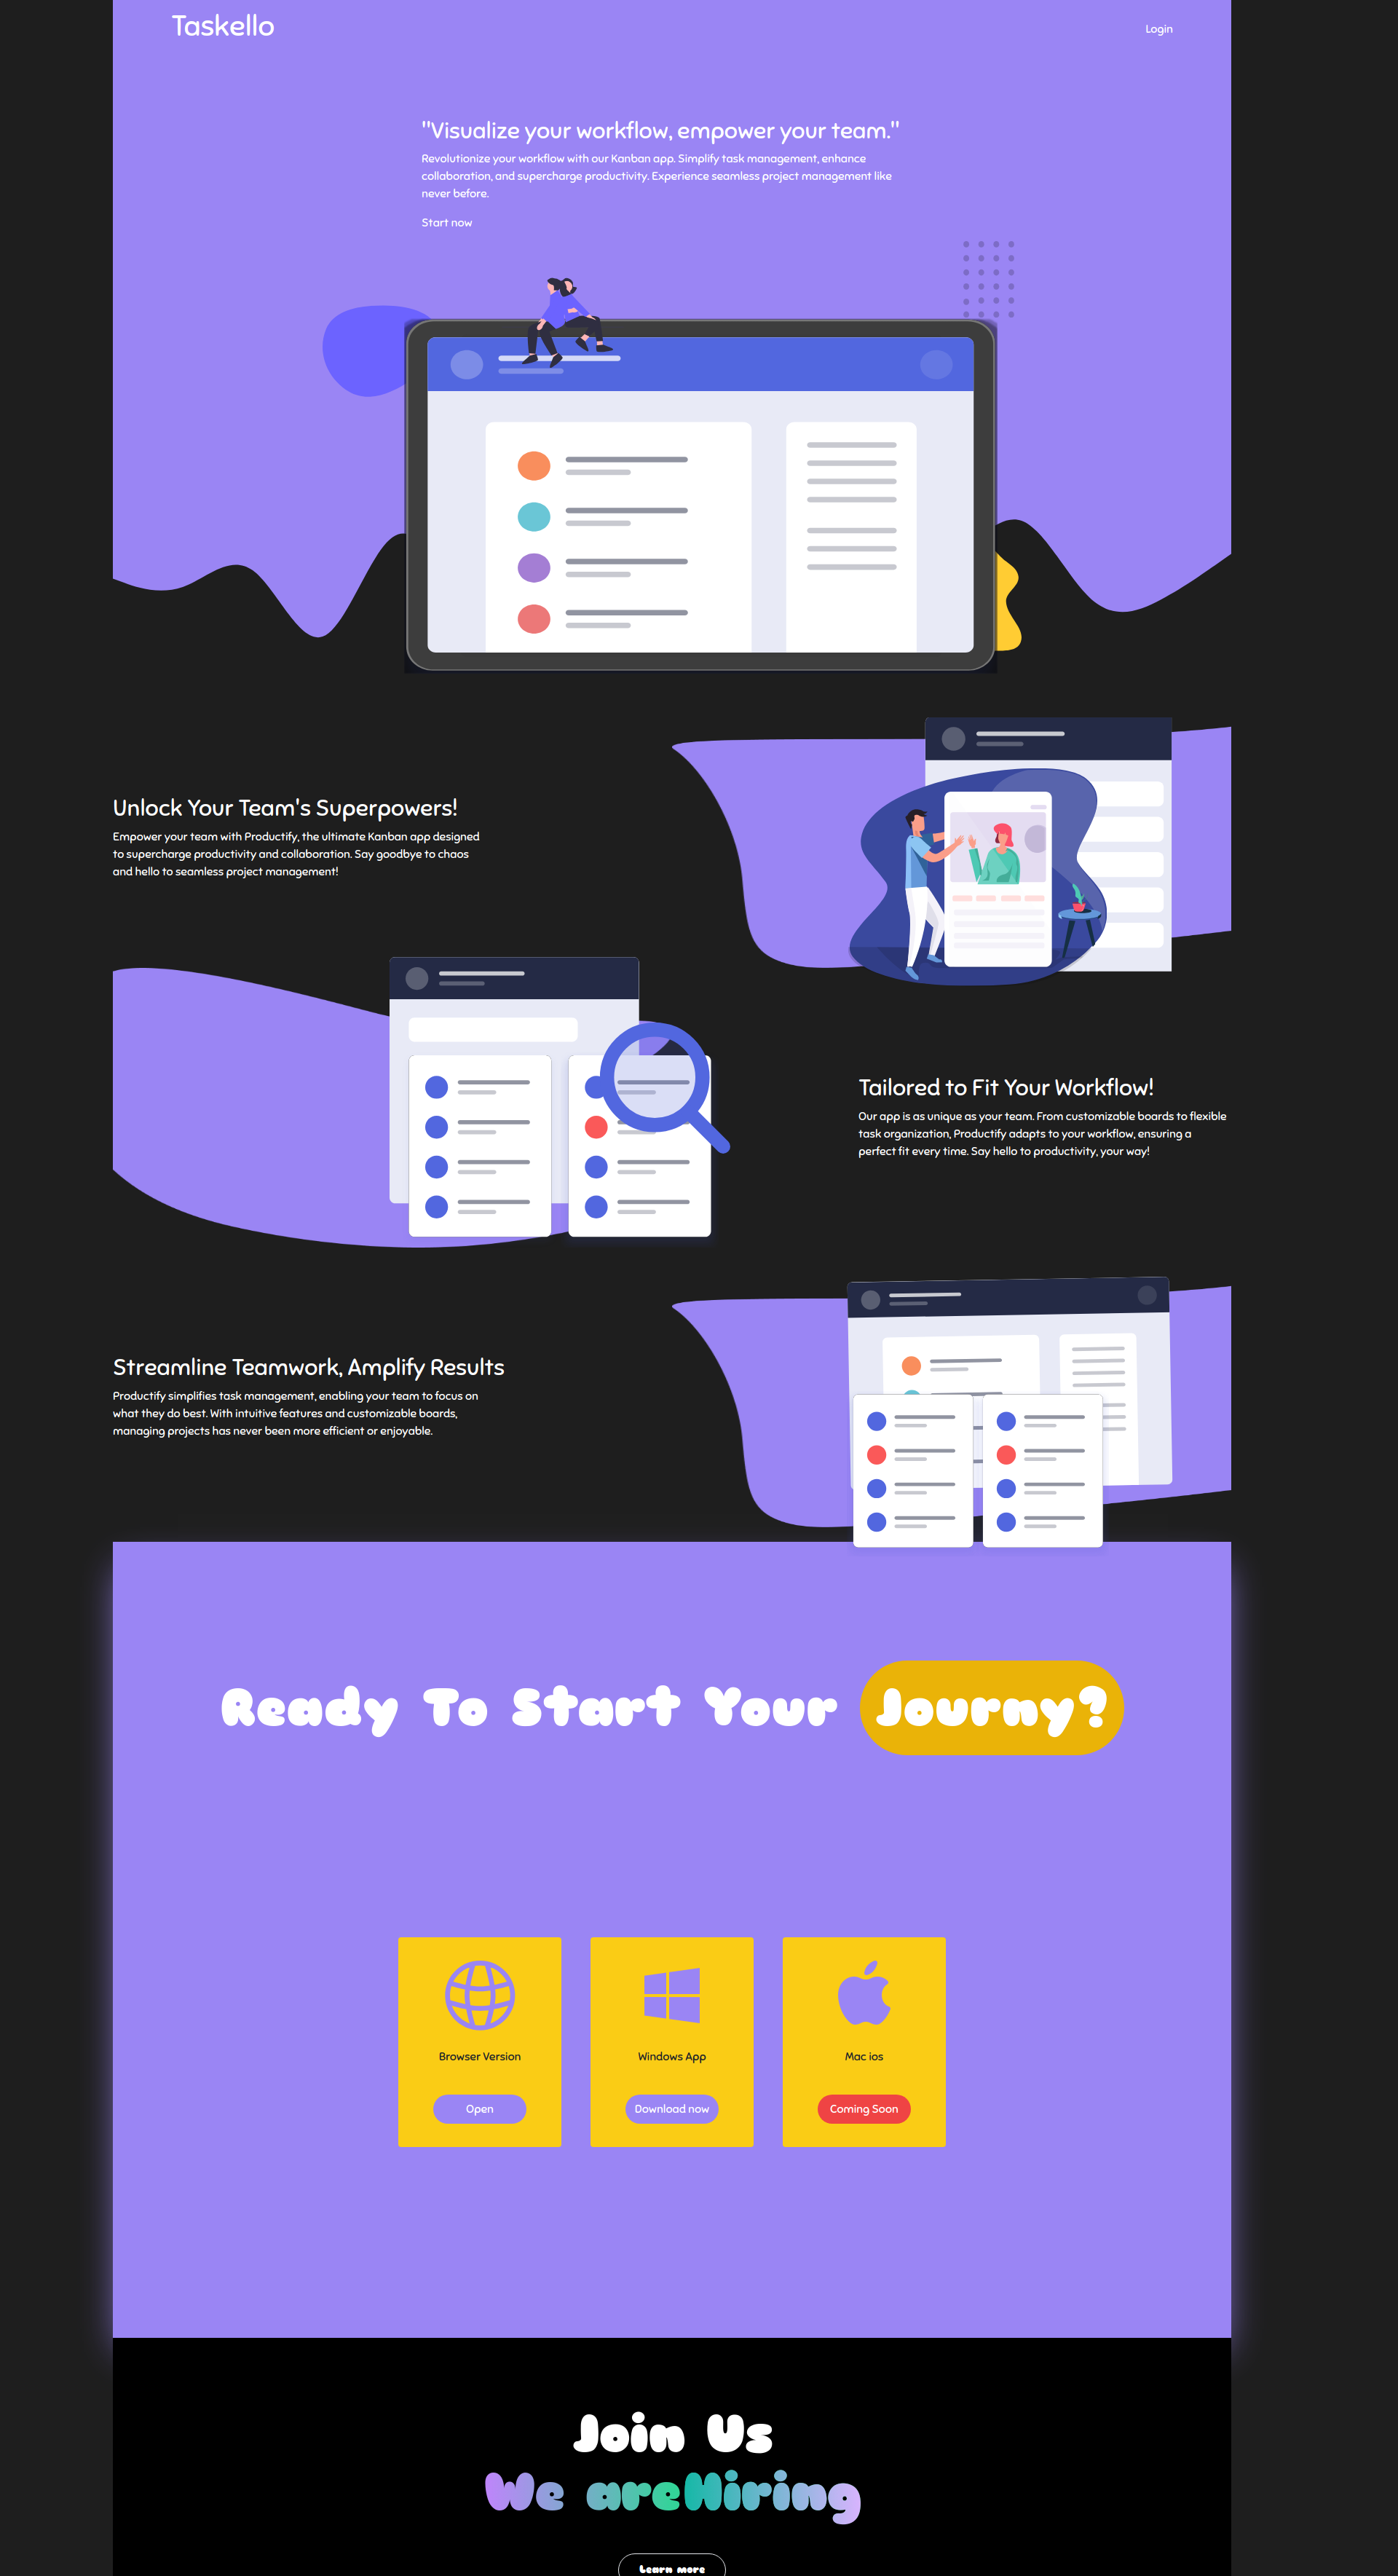 Taskello
Login
"Visualize your workflow, empower your team."
Revolutionize your workflow with our Kanban app. Simplify task management, enhance
collaboration, and supercharge productivity. Experience seamless project management like
never before.
Start now
Unlock Your Team's Superpowers!
Empower your team with Productify, the ultimate Kanban app designed
to supercharge productivity and collaboration. Say goodbye to chaos
and hello to seamless project management!
Tailored to Fit Your Workflow!
Our app is as unique as your team. From customizable boards to flexible
task organization, Productify adapts to your workflow, ensuring a
perfect fit every time. Say hello to productivity, your way!
Streamline Teamwork, Amplify Results
Productify simplifies task management, enabling your team to focus on
what they do best. With intuitive features and customizable boards,
managing projects has never been more efficient or enjoyable.
Ready To Start Your Journy?
Browser Version
Open
Windows App
Download now
Mac ios
Coming Soon
Join Us
We areHiring
Learn more